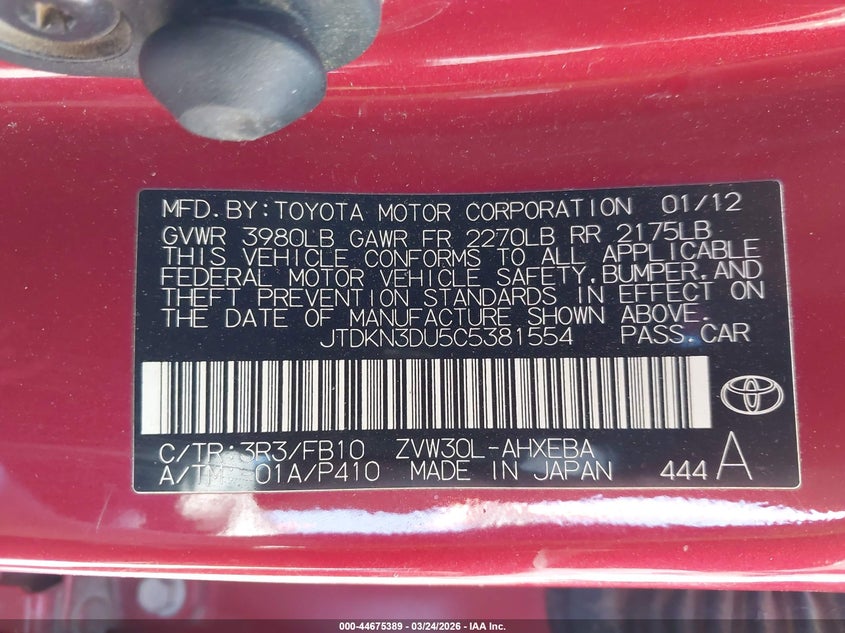 MFD.BY:TOYOTA MOTOR CORPORATION 01/12
GVWR 3980LB GAWR FR 2270LB RR 2175LB
THIS VEHICLE CONFORMS TO ALL APPLICABLE
FEDERAL MOTOR VEHICLE SAFETY,BUMPER,AND
THEFT PREVENTION STANDARDS IN EFFECT ON
THE DATE OF MANUFACTURE SHOWN ABOVE.
JTDKN3DU5C5381554 PASS.CAR
C/TR:3R3/FB10 ZVW30L-AHXEBA
A/TM 01A/P410 MADE IN JAPAN 444 A
000-44675389 - 03/24/2026 - IAA Inc.